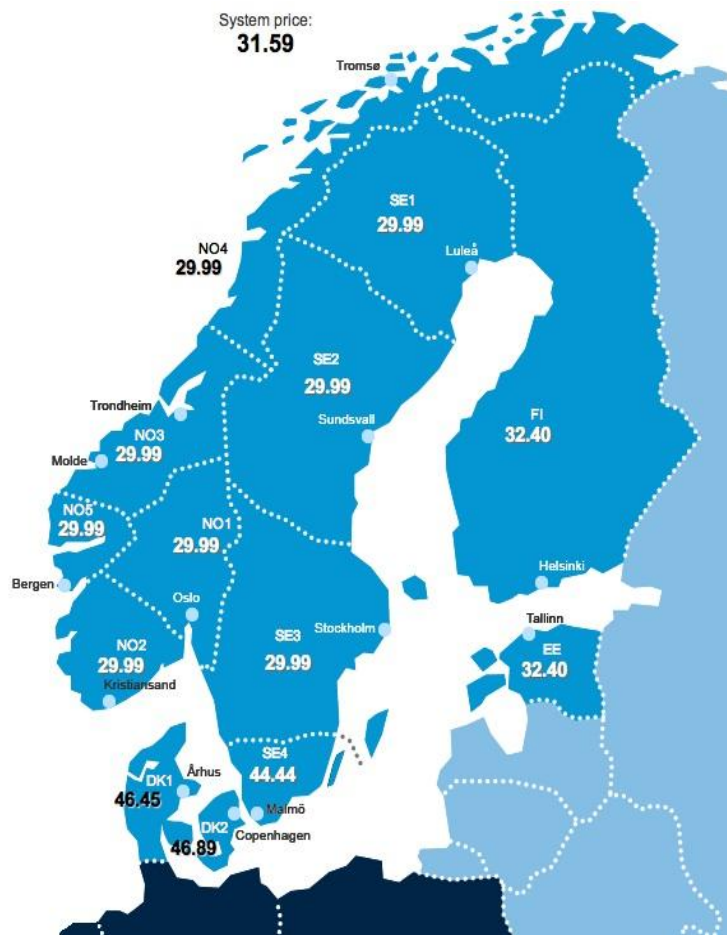 System price:
31.59
Tromsø
SE1
29.99
NO4
29.99
Luleå
SE2
29.99
Trondheim
Sundsvall
FI
32.40
NO3
29.99
Molde
NO5
29.99
NO1
29.99
Bergen
Helsinki
Oslo
Tallinn
Stockholm
NO2
29.99
SE3
29.99
EE
32.40
Kristiansand
SE4
44.44
Århus
DK1
46.45
Malmö
DK2
46.89
Copenhagen